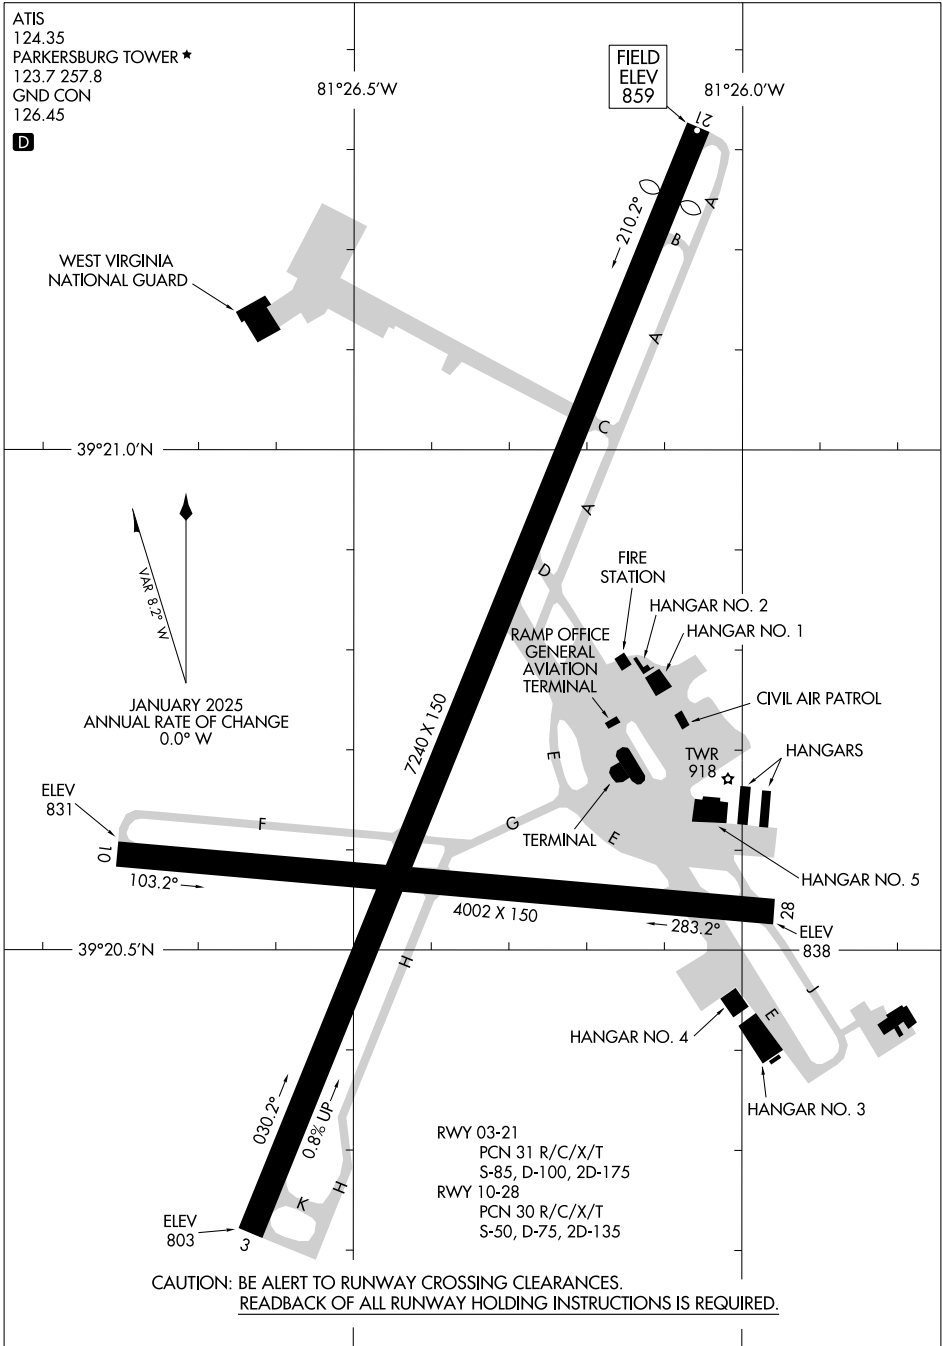 ATIS
124.35
PARKERSBURG TOWER ★
123.7 257.8
GND CON
126.45
D
81°26.5'W
FIELD
ELEV
859
81°26.0'W
21
A
210.2°
B
WEST VIRGINIA
NATIONAL GUARD
A
C
39°21.0'N
A
VAR 8.2° W
D
FIRE
STATION
HANGAR NO. 2
HANGAR NO. 1
RAMP OFFICE
GENERAL
AVIATION
TERMINAL
JANUARY 2025
ANNUAL RATE OF CHANGE
0.0° W
CIVIL AIR PATROL
7240 X 150
E
TWR
918
HANGARS
ELEV
831
F
G
E
TERMINAL
10
103.2°
HANGAR NO. 5
4002 X 150
283.2°
28
ELEV
838
39°20.5'N
H
J
E
HANGAR NO. 4
HANGAR NO. 3
030.2°
0.8% UP
RWY 03-21
PCN 31 R/C/X/T
S-85, D-100, 2D-175
RWY 10-28
PCN 30 R/C/X/T
S-50, D-75, 2D-135
H
K
ELEV
803
3
CAUTION: BE ALERT TO RUNWAY CROSSING CLEARANCES.
READBACK OF ALL RUNWAY HOLDING INSTRUCTIONS IS REQUIRED.